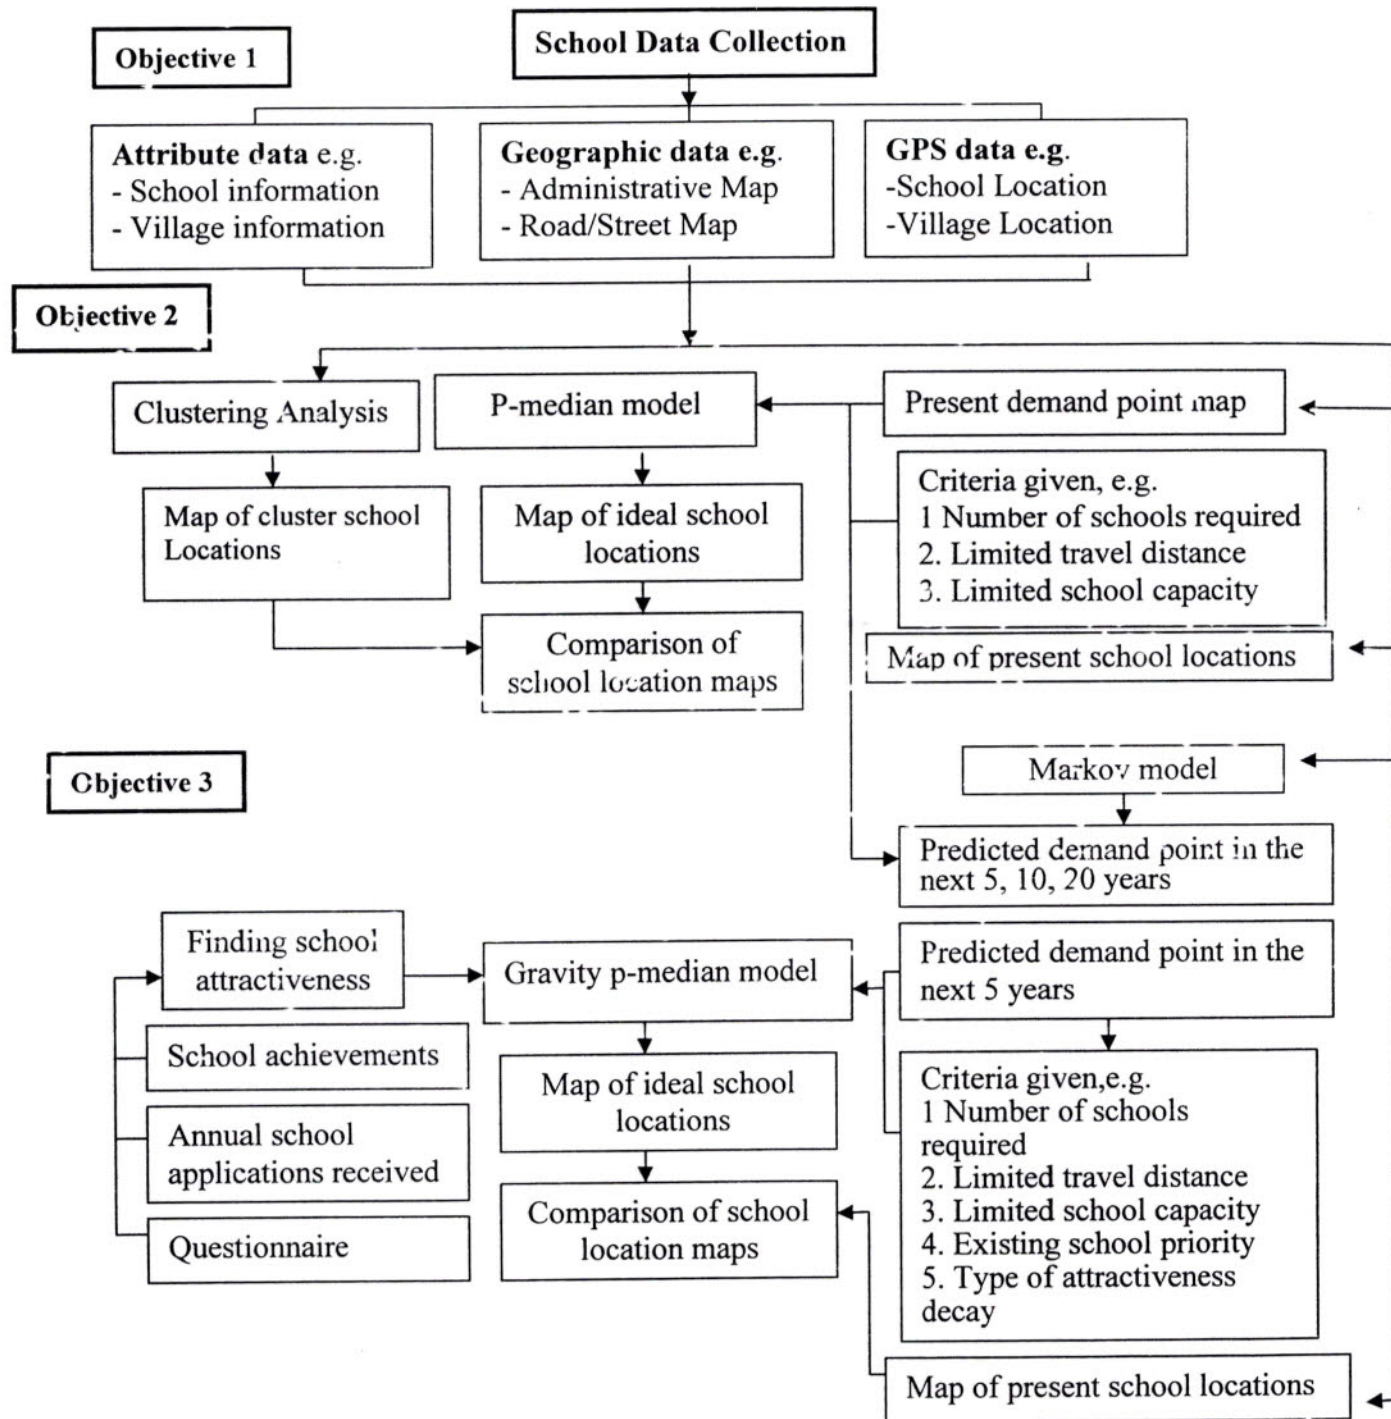 Objective 1
School Data Collection
Attribute data e.g.
- School information
- Village information
Geographic data e.g.
- Administrative Map
- Road/Street Map
GPS data e.g.
-School Location
-Village Location
Objective 2
Clustering Analysis
P-median model
Present demand point map
Map of cluster school
Locations
Map of ideal school
locations
Criteria given, e.g.
1 Number of schools required
2. Limited travel distance
3. Limited school capacity
Comparison of
school location maps
Map of present school locations
Objective 3
Markov model
Predicted demand point in the
next 5, 10, 20 years
Finding school
attractiveness
Gravity p-median model
Predicted demand point in the
next 5 years
School achievements
Annual school
applications received
Questionnaire
Map of ideal school
locations
Comparison of school
location maps
Criteria given,e.g.
1 Number of schools
required
2. Limited travel distance
3. Limited school capacity
4. Existing school priority
5. Type of attractiveness
decay
Map of present school locations